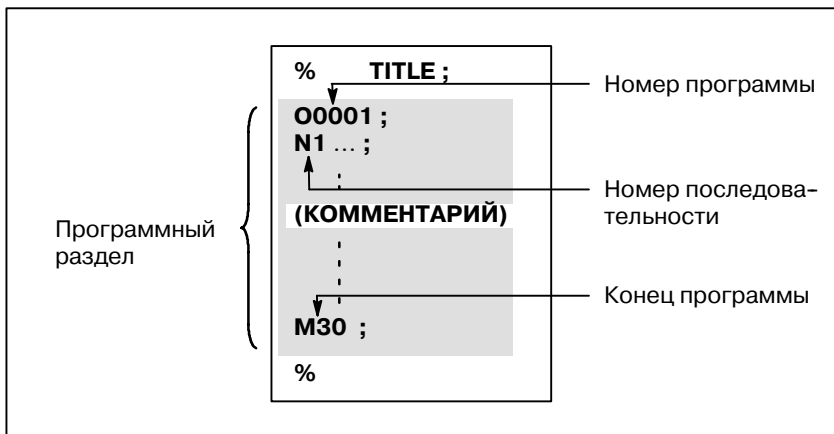 % TITLE ;
Номер программы
O0001 ;
N1 ... ;
Номер последова-
тельности
(КОММЕНТАРИЙ)
Программный
раздел
Конец программы
M30 ;
%